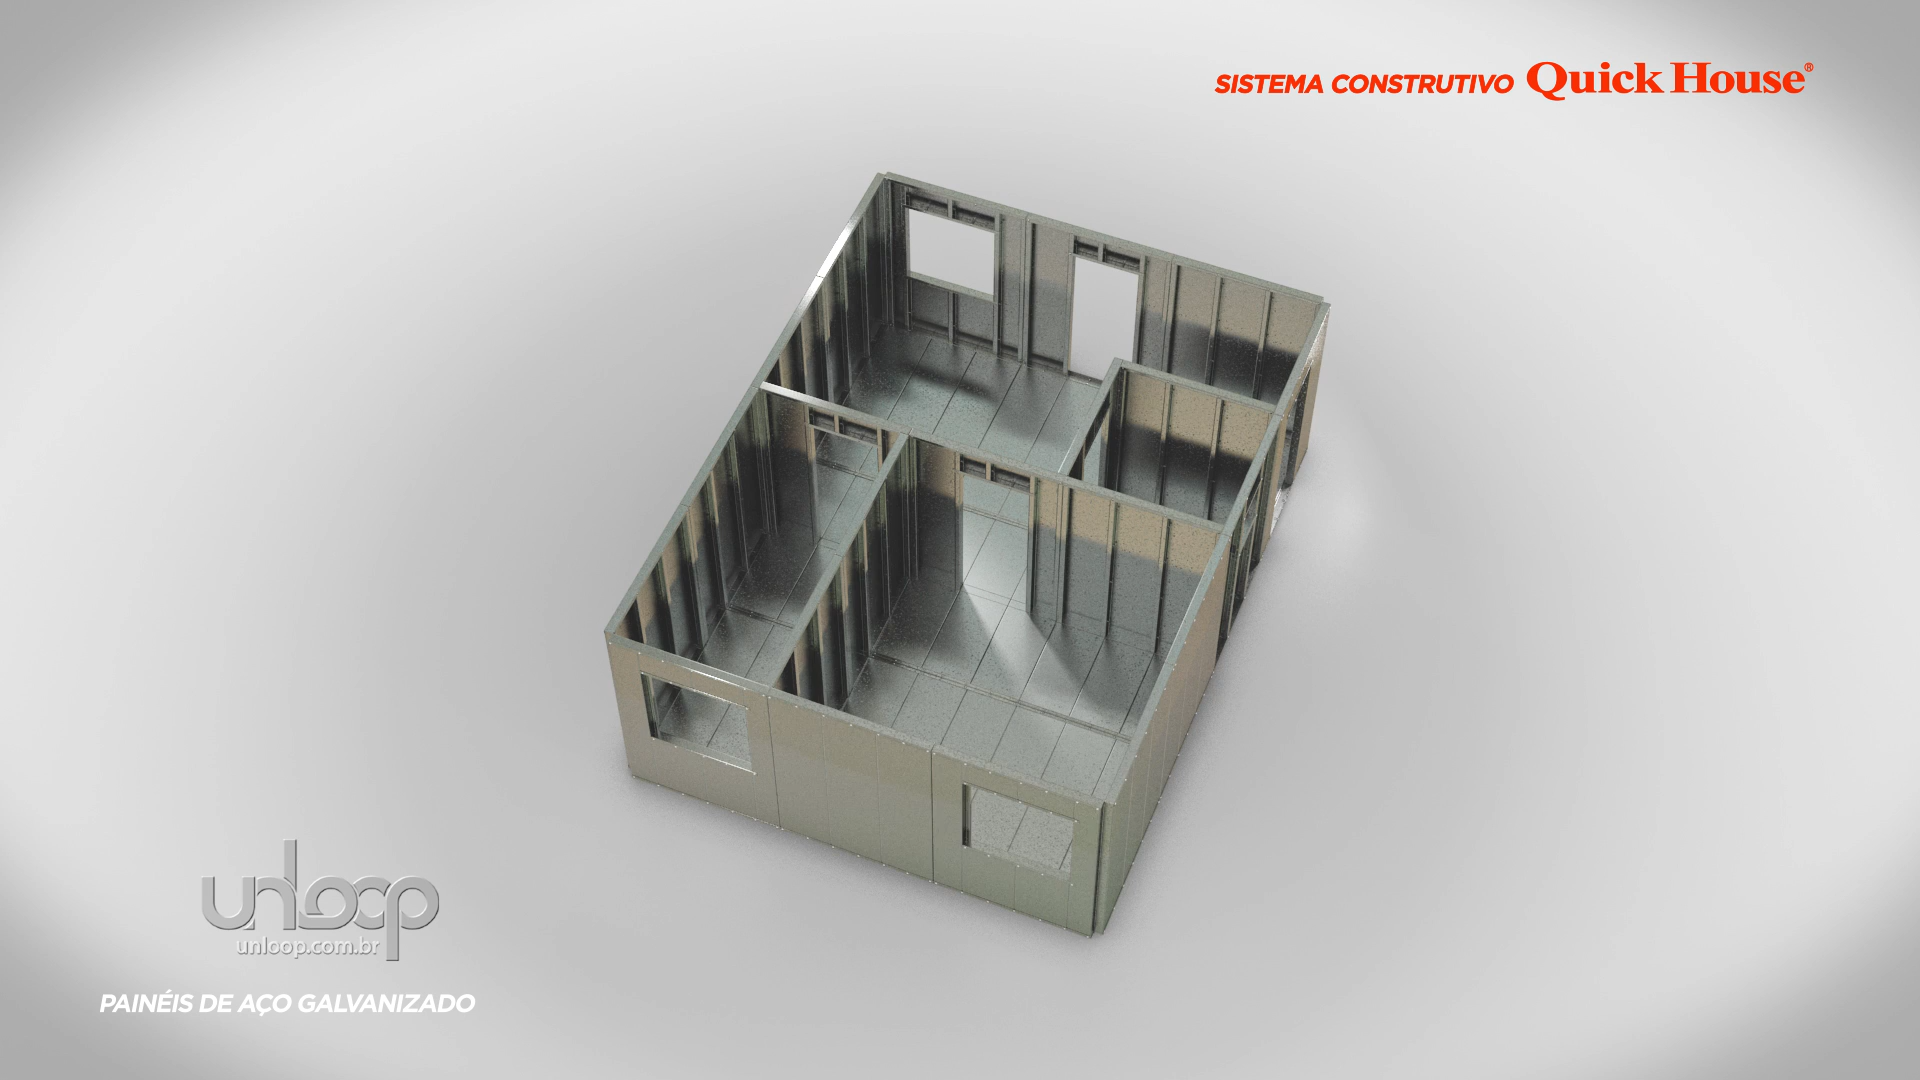 SISTEMA CONSTRUTIVO Quick House®
unloop
unloop.com.br
PAINÉIS DE AÇO GALVANIZADO